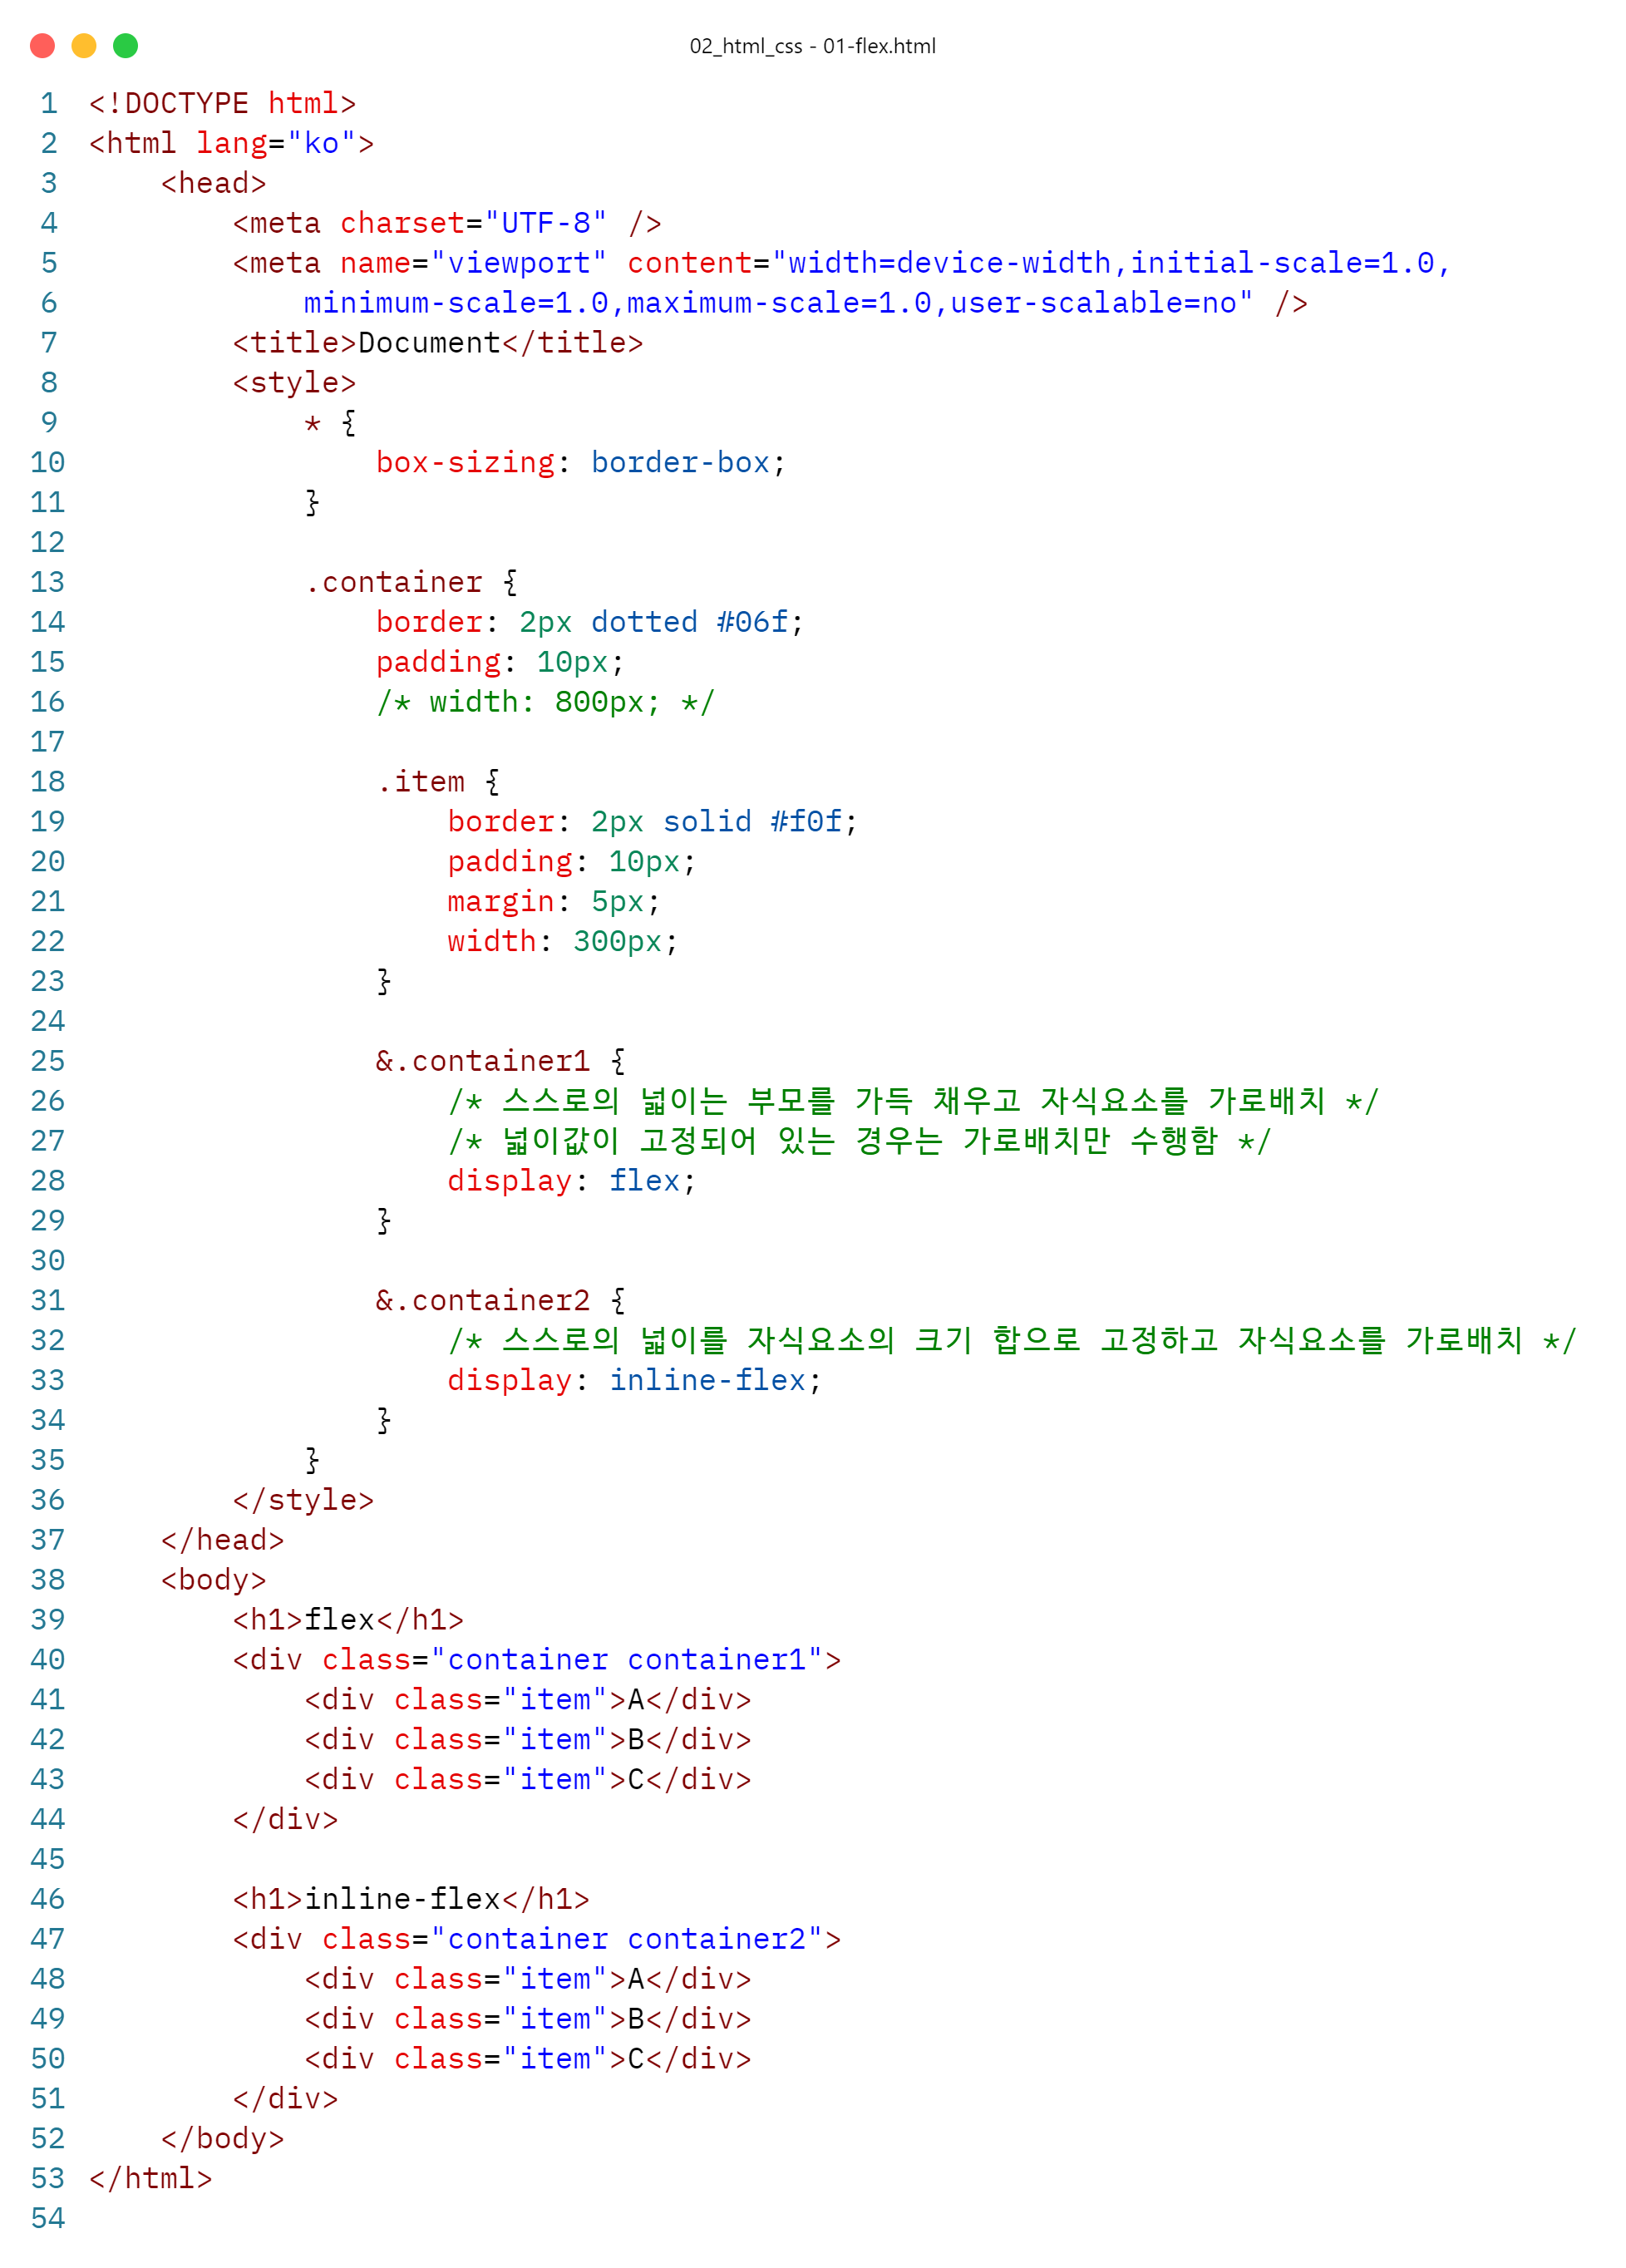 02_html_css - 01-flex.html
1 <!DOCTYPE html>
2 <html lang="ko">
3     <head>
4         <meta charset="UTF-8" />
5         <meta name="viewport" content="width=device-width,initial-scale=1.0,
6             minimum-scale=1.0,maximum-scale=1.0,user-scalable=no" />
7         <title>Document</title>
8         <style>
9             * {
10                 box-sizing: border-box;
11             }
12
13             .container {
14                 border: 2px dotted #06f;
15                 padding: 10px;
16                 /* width: 800px; */
17
18                 .item {
19                     border: 2px solid #f0f;
20                     padding: 10px;
21                     margin: 5px;
22                     width: 300px;
23                 }
24
25                 &.container1 {
26                     /* 스스로의 넓이는 부모를 가득 채우고 자식요소를 가로배치 */
27                     /* 넓이값이 고정되어 있는 경우는 가로배치만 수행함 */
28                     display: flex;
29                 }
30
31                 &.container2 {
32                     /* 스스로의 넓이를 자식요소의 크기 합으로 고정하고 자식요소를 가로배치 */
33                     display: inline-flex;
34                 }
35             }
36         </style>
37     </head>
38     <body>
39         <h1>flex</h1>
40         <div class="container container1">
41             <div class="item">A</div>
42             <div class="item">B</div>
43             <div class="item">C</div>
44         </div>
45
46         <h1>inline-flex</h1>
47         <div class="container container2">
48             <div class="item">A</div>
49             <div class="item">B</div>
50             <div class="item">C</div>
51         </div>
52     </body>
53 </html>
54